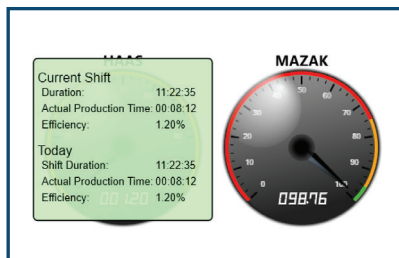 HAAS
Current Shift
Duration: 11:22:35
Actual Production Time: 00:08:12
Efficiency: 1.20%
Today
Shift Duration: 11:22:35
Actual Production Time: 00:08:12
Efficiency: 1.20%
00120
MAZAK
0
10
20
30
40
50
60
70
80
90
100
098.76